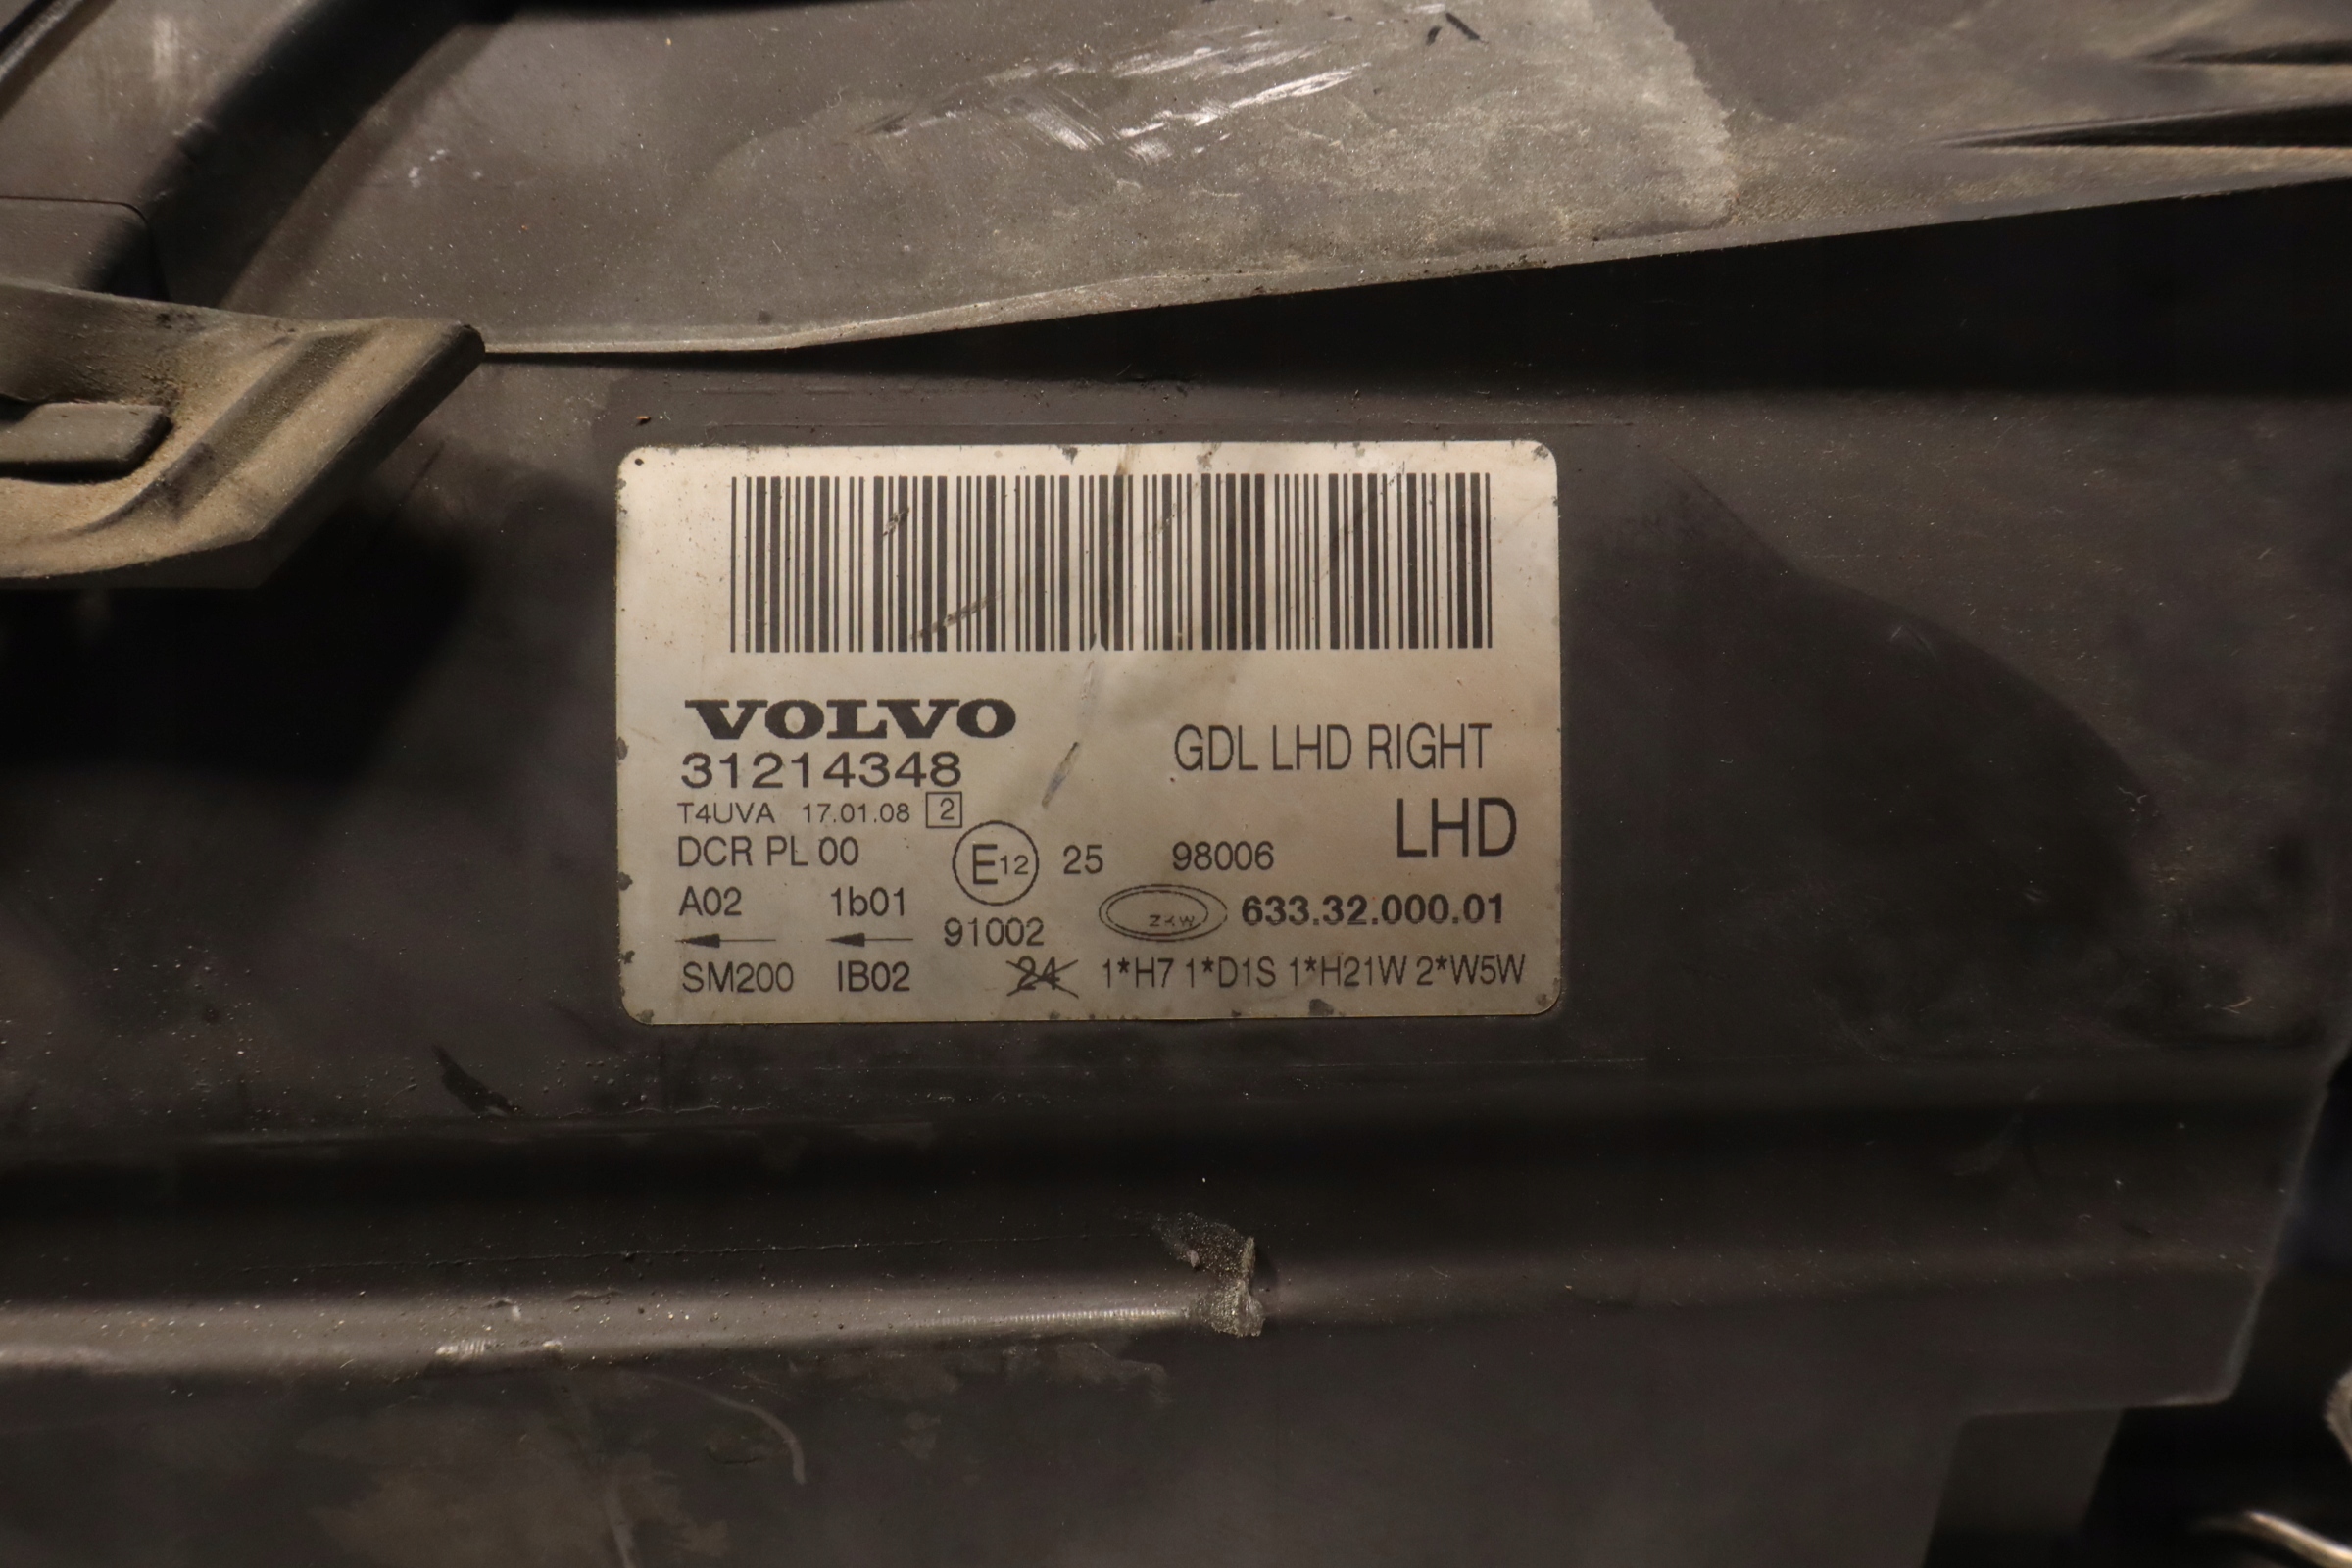 VOLVO
31214348
GDL LHD RIGHT
T4UVA 17.01.08 2
LHD
DCR PL 00
E12 25 98006
A02 1b01
ZKW 633.32.000.01
91002
SM200 IB02 24 1*H7 1*D1S 1*H21W 2*W5W